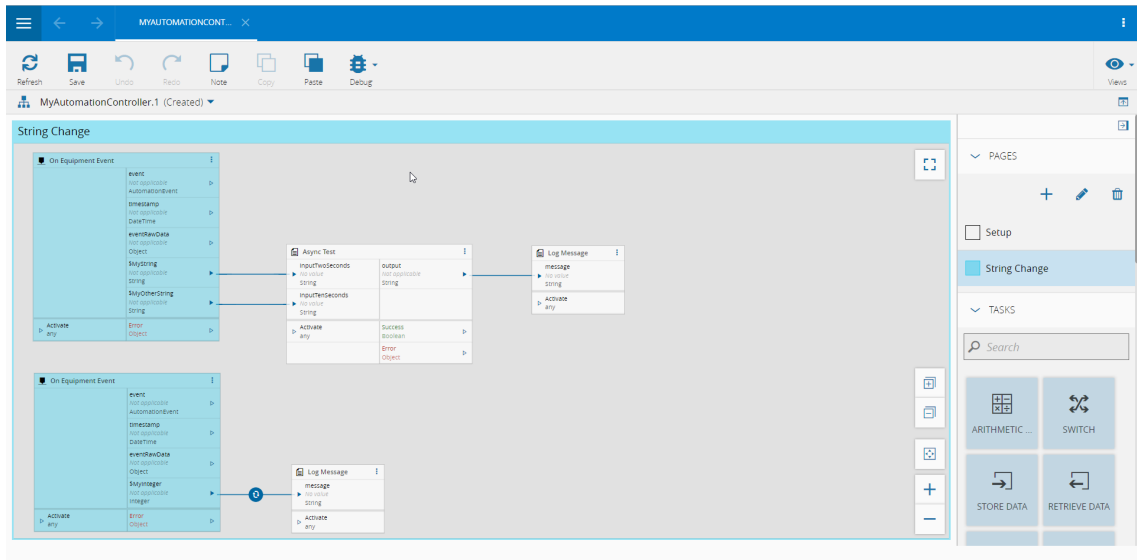 MYAUTOMATIONCONT... ×
Refresh Save Undo Redo Note Copy Paste Debug Views
MyAutomationController.1 (Created)
String Change
On Equipment Event
event
Not applicable
AutomationEvent
timestamp
Not applicable
DateTime
eventRawData
Not applicable
Object
$MyString
Not applicable
String
$MyOtherString
Not applicable
String
Activate
any
Error
Object
Async Test
inputTwoSeconds
No value
String
inputTenSeconds
No value
String
output
Not applicable
String
Activate
any
Success
Boolean
Error
Object
Log Message
message
No value
String
Activate
any
On Equipment Event
event
Not applicable
AutomationEvent
timestamp
Not applicable
DateTime
eventRawData
Not applicable
Object
$MyInteger
Not applicable
Integer
Activate
any
Error
Object
Log Message
message
No value
String
Activate
any
PAGES
Setup
String Change
TASKS
Search
ARITHMETIC ...
SWITCH
STORE DATA
RETRIEVE DATA